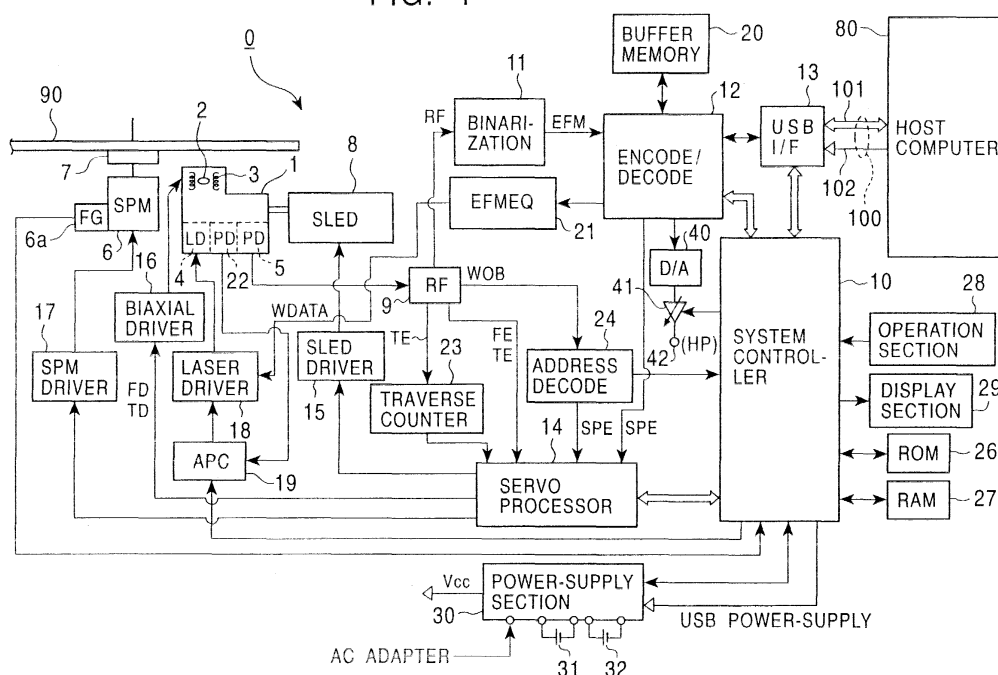 FIG. 1
0
90
7
2
3
1
8
SLED
SPM
FG
6a
6
LD
PD
PD
4
22
5
16
BIAXIAL
DRIVER
17
SPM
DRIVER
FD
TD
WDATA
LASER
DRIVER
18
APC
19
SLED
DRIVER
15
RF
9
TE
23
TRAVERSE
COUNTER
FE
TE
WOB
24
ADDRESS
DECODE
SPE
SPE
14
SERVO
PROCESSOR
RF
11
BINARI-
ZATION
EFM
EFMEQ
21
BUFFER
MEMORY
20
12
ENCODE/
DECODE
40
D/A
41
42
(HP)
13
USB
I/F
101
102
100
80
HOST
COMPUTER
10
SYSTEM
CONTROL-
LER
28
OPERATION
SECTION
DISPLAY
SECTION
29
ROM
26
RAM
27
Vcc
POWER-SUPPLY
SECTION
30
USB POWER-SUPPLY
AC ADAPTER
31
32